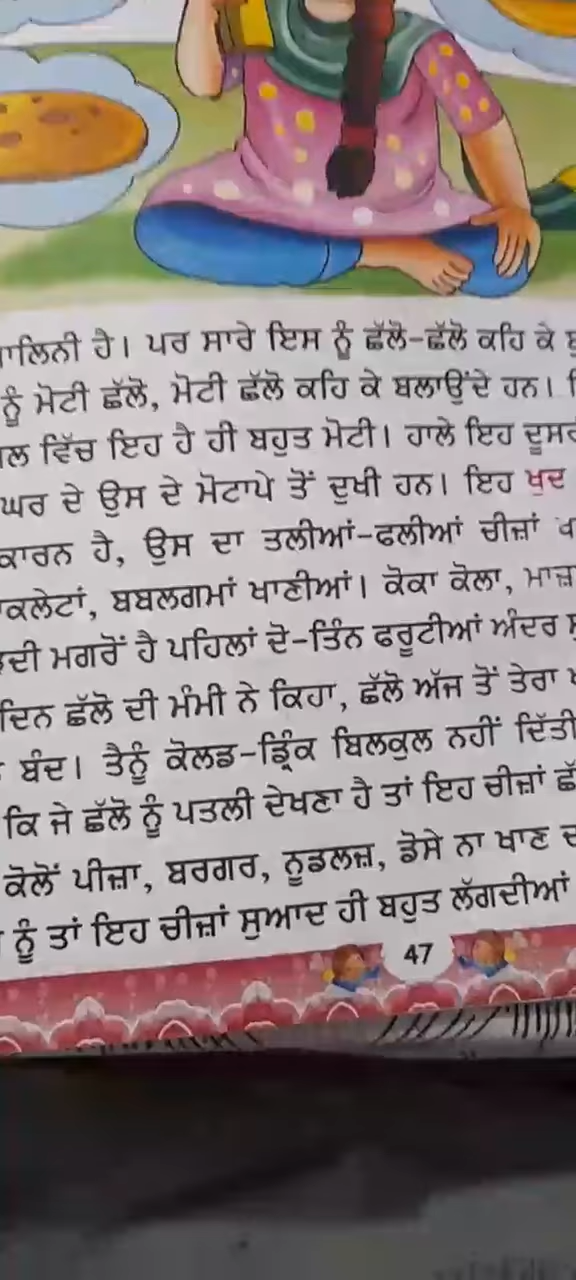 ਹੈ। ਪਰ ਸਾਰੇ ਇਸ ਨੂੰ ਛੱਲੋ-ਛੱਲੋ ਕਹਿ ਕੇ
ਨੂੰ ਮੋਟੀ ਛੱਲੋ, ਮੋਟੀ ਛੱਲੋ ਕਹਿ ਕੇ ਬਲਾਉਂਦੇ ਹਨ।
ਵਿੱਚ ਇਹ ਹੈ ਹੀ ਬਹੁਤ ਮੋਟੀ। ਹਾਲੇ ਇਹ
ਘਰ ਦੇ ਉਸ ਦੇ ਮੋਟਾਪੇ ਤੋਂ ਦੁਖੀ ਹਨ। ਇਹ ਖੁਦ
ਕਾਰਨ ਹੈ, ਉਸ ਦਾ ਤਲੀਆਂ-ਫਲੀਆਂ ਚੀਜ਼ਾਂ
ਬਬਲਗਮਾਂ ਖਾਣੀਆਂ। ਕੋਕਾ ਕੋਲਾ,
ਮਗਰੋਂ ਹੈ ਪਹਿਲਾਂ ਦੋ-ਤਿੰਨ ਫਰੂਟੀਆਂ ਅੰਦਰ
ਦਿਨ ਛੱਲੋ ਦੀ ਮੰਮੀ ਨੇ ਕਿਹਾ, ਛੱਲੋ ਅੱਜ ਤੋਂ ਤੇਰਾ
ਬੰਦ। ਤੈਨੂੰ ਕੋਲਡ-ਡ੍ਰਿੰਕ ਬਿਲਕੁਲ ਨਹੀਂ ਦਿੱਤੀ
ਕਿ ਜੇ ਛੱਲੋ ਨੂੰ ਪਤਲੀ ਦੇਖਣਾ ਹੈ ਤਾਂ ਇਹ ਚੀਜ਼ਾਂ
ਕੋਲੋਂ ਪੀਜ਼ਾ, ਬਰਗਰ, ਨੂਡਲਜ਼, ਡੋਸੇ ਨਾ ਖਾਣ
ਨੂੰ ਤਾਂ ਇਹ ਚੀਜ਼ਾਂ ਸੁਆਦ ਹੀ ਬਹੁਤ ਲੱਗਦੀਆਂ
47